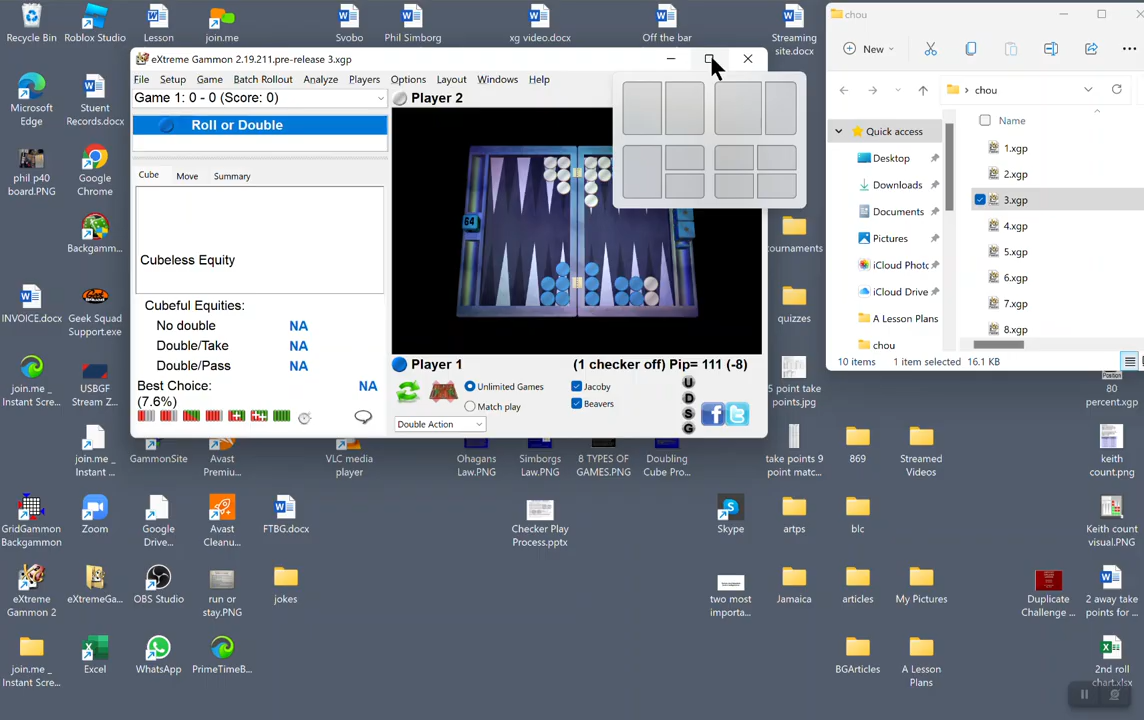 Recycle Bin
Roblox Studio
Lesson
join.me
Svobo
Phil Simborg
xg video.docx
Off the bar
Streaming
site.docx
chou
New
chou
Quick access
Desktop
Downloads
Documents
Pictures
iCloud Photo
iCloud Drive
A Lesson Plans
chou
Name
1.xgp
2.xgp
3.xgp
4.xgp
5.xgp
6.xgp
7.xgp
8.xgp
10 items
1 item selected
16.1 KB
eXtreme Gammon 2.19.211.pre-release 3.xgp
File
Setup
Game
Batch Rollout
Analyze
Players
Options
Layout
Windows
Help
Game 1: 0 - 0 (Score: 0)
Player 2
Roll or Double
Cube
Move
Summary
Cubeless Equity
Cubeful Equities:
No double NA
Double/Take NA
Double/Pass NA
Best Choice: NA
(7.6%)
64
Player 1
(1 checker off) Pip= 111 (-8)
Unlimited Games
Match play
Jacoby
Beavers
Double Action
U
D
S
G
Microsoft
Edge
Stuent
Records.docx
phil p40
board.PNG
Google
Chrome
Backgamm...
INVOICE.docx
Geek Squad
Support.exe
join.me _
Instant Scre...
USBGF
Stream Z...
tournaments
quizzes
5 point take
points.jpg
Position
80
percent.xgp
join.me _
Instant ...
GammonSite
Avast
Premiu...
VLC media
player
Ohagans
Law.PNG
Simborgs
Law.PNG
8 TYPES OF
GAMES.PNG
Doubling
Cube Pro...
take points 9
point matc...
869
Streamed
Videos
keith
count.png
GridGammon
Backgammon
Zoom
Google
Drive...
Avast
Cleanu...
FTBG.docx
Checker Play
Process.pptx
Skype
artps
blc
Keith count
visual.PNG
eXtreme
Gammon 2
eXtremeGa...
OBS Studio
run or
stay.PNG
jokes
two most
importa...
Jamaica
articles
My Pictures
Duplicate
Challenge ...
2 away take
points for ...
join.me _
Instant Scre...
Excel
WhatsApp
PrimeTimeB...
BGArticles
A Lesson
Plans
2nd roll
chart.xlsx